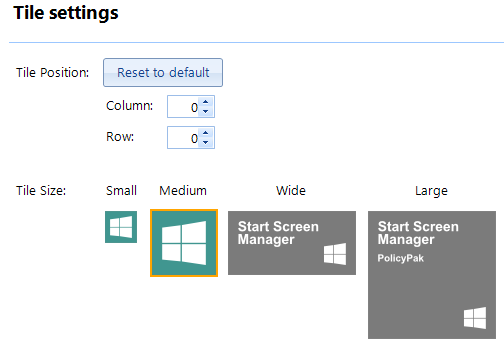 Tile settings
Tile Position: Reset to default
Column: 0
Row: 0
Tile Size: Small Medium Wide Large
Start Screen
Manager
Start Screen
Manager
PolicyPak